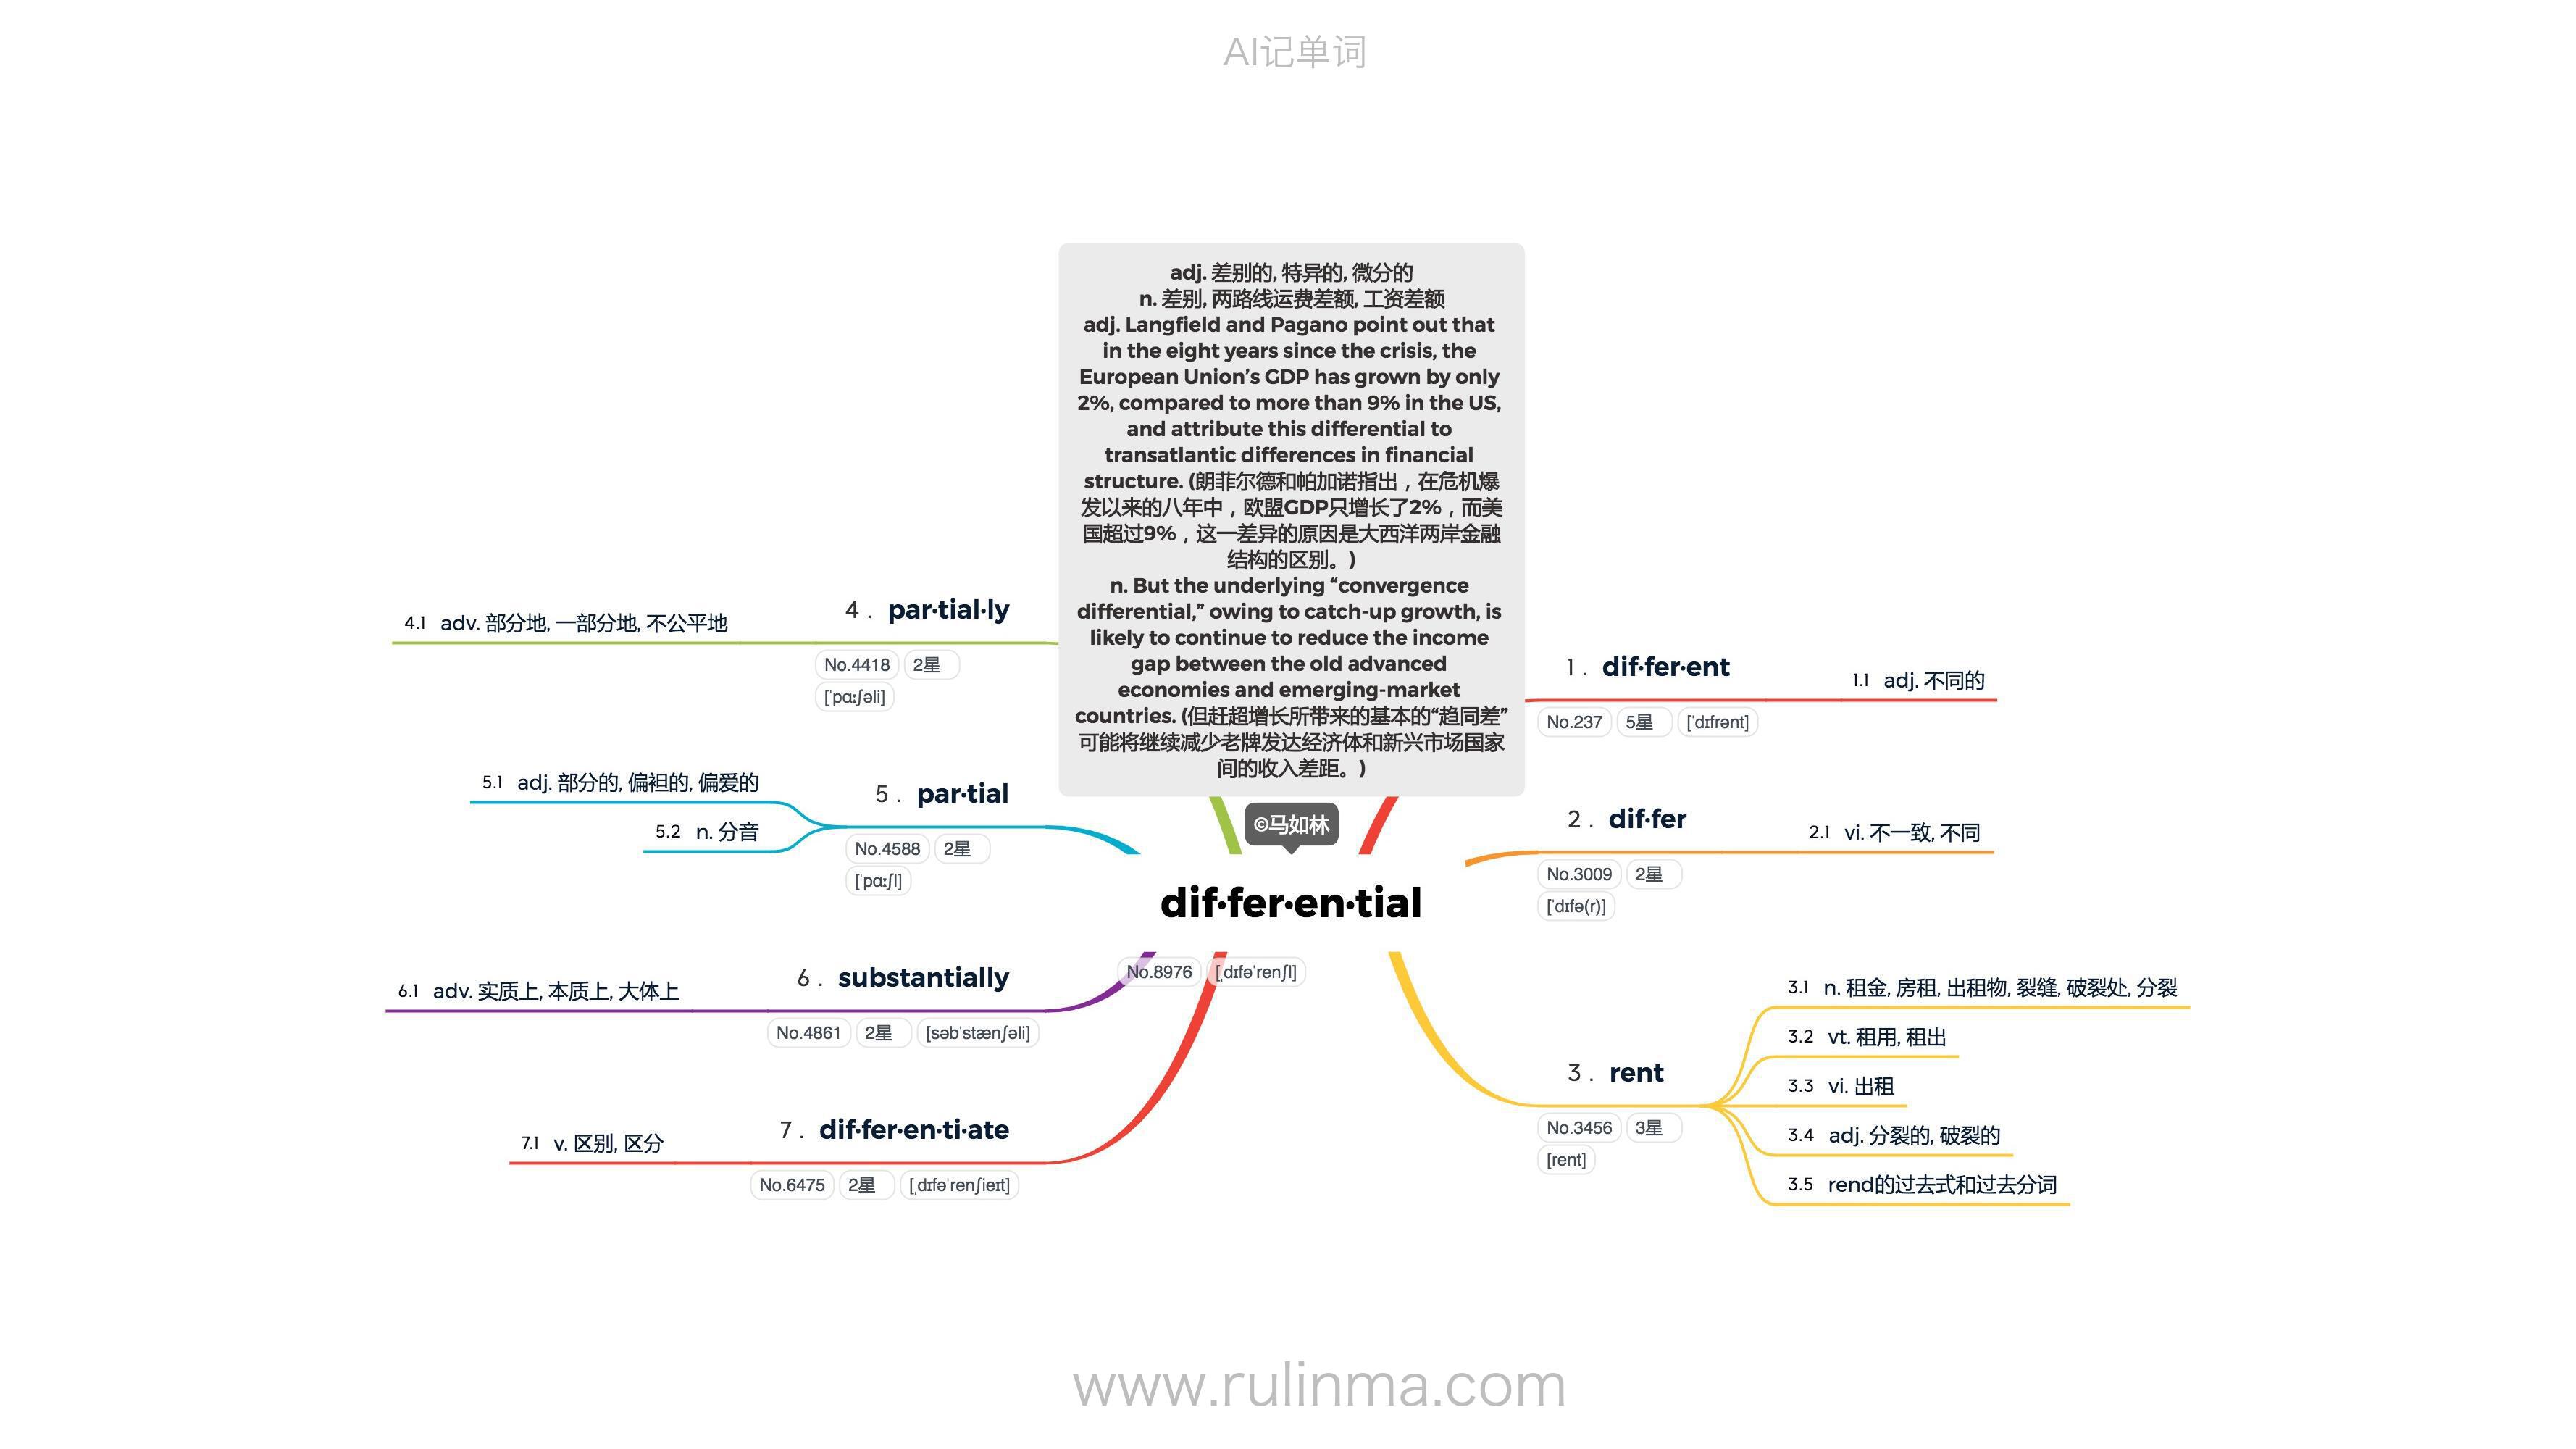 AI记单词
adj. 差别的, 特异的, 微分的
n. 差别, 两路线运费差额, 工资差额
adj. Langfield and Pagano point out that
in the eight years since the crisis, the
European Union’s GDP has grown by only
2%, compared to more than 9% in the US,
and attribute this differential to
transatlantic differences in financial
structure. (朗菲尔德和帕加诺指出，在危机爆
发以来的八年中，欧盟GDP只增长了2%，而美
国超过9%，这一差异的原因是大西洋两岸金融
结构的区别。)
n. But the underlying “convergence
differential,” owing to catch-up growth, is
likely to continue to reduce the income
gap between the old advanced
economies and emerging-market
countries. (但赶超增长所带来的基本的“趋同差”
可能将继续减少老牌发达经济体和新兴市场国家
间的收入差距。)
©马如林
dif·fer·en·tial
No.8976 [ˌdɪfəˈrenʃl]
1. dif·fer·ent
No.237 5星 [ˈdɪfrənt]
1.1 adj. 不同的
2. dif·fer
No.3009 2星
[ˈdɪfə(r)]
2.1 vi. 不一致, 不同
3. rent
No.3456 3星
[rent]
3.1 n. 租金, 房租, 出租物, 裂缝, 破裂处, 分裂
3.2 vt. 租用, 租出
3.3 vi. 出租
3.4 adj. 分裂的, 破裂的
3.5 rend的过去式和过去分词
4. par·tial·ly
No.4418 2星
[ˈpɑːʃəli]
4.1 adv. 部分地, 一部分地, 不公平地
5. par·tial
No.4588 2星
[ˈpɑːʃl]
5.1 adj. 部分的, 偏袒的, 偏爱的
5.2 n. 分音
6. substantially
No.4861 2星 [səbˈstænʃəli]
6.1 adv. 实质上, 本质上, 大体上
7. dif·fer·en·ti·ate
No.6475 2星 [ˌdɪfəˈrenʃieɪt]
7.1 v. 区别, 区分
www.rulinma.com